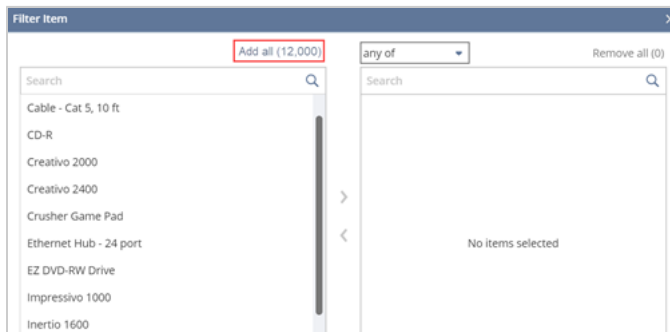 Filter Item
Add all (12,000)
any of
Remove all (0)
Search
Search
Cable - Cat 5, 10 ft
CD-R
Creativo 2000
Creativo 2400
Crusher Game Pad
Ethernet Hub - 24 port
No items selected
EZ DVD-RW Drive
Impressivo 1000
Inertio 1600